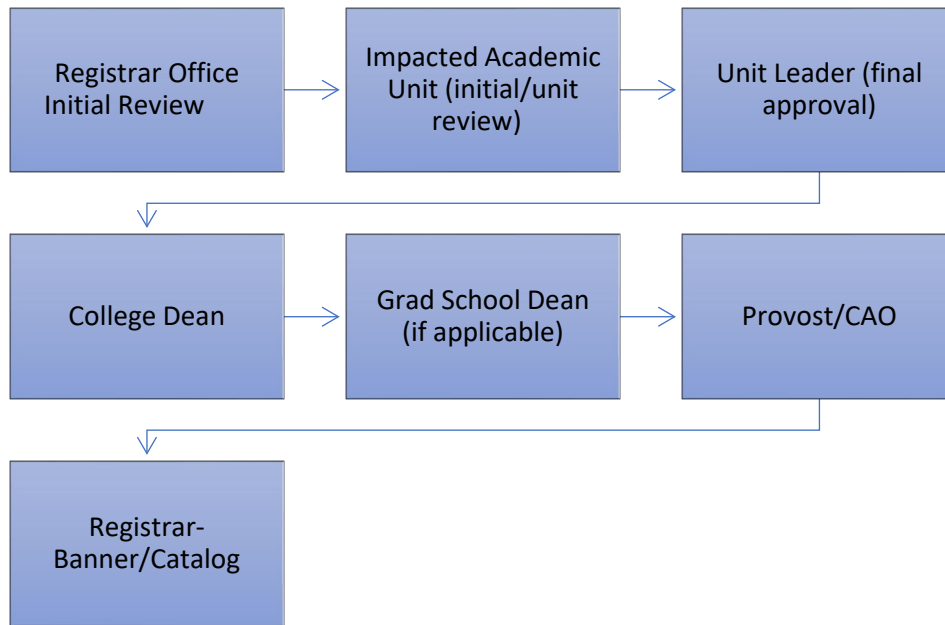 Registrar Office
Initial Review
Impacted Academic
Unit (initial/unit
review)
Unit Leader (final
approval)
College Dean
Grad School Dean
(if applicable)
Provost/CAO
Registrar-
Banner/Catalog